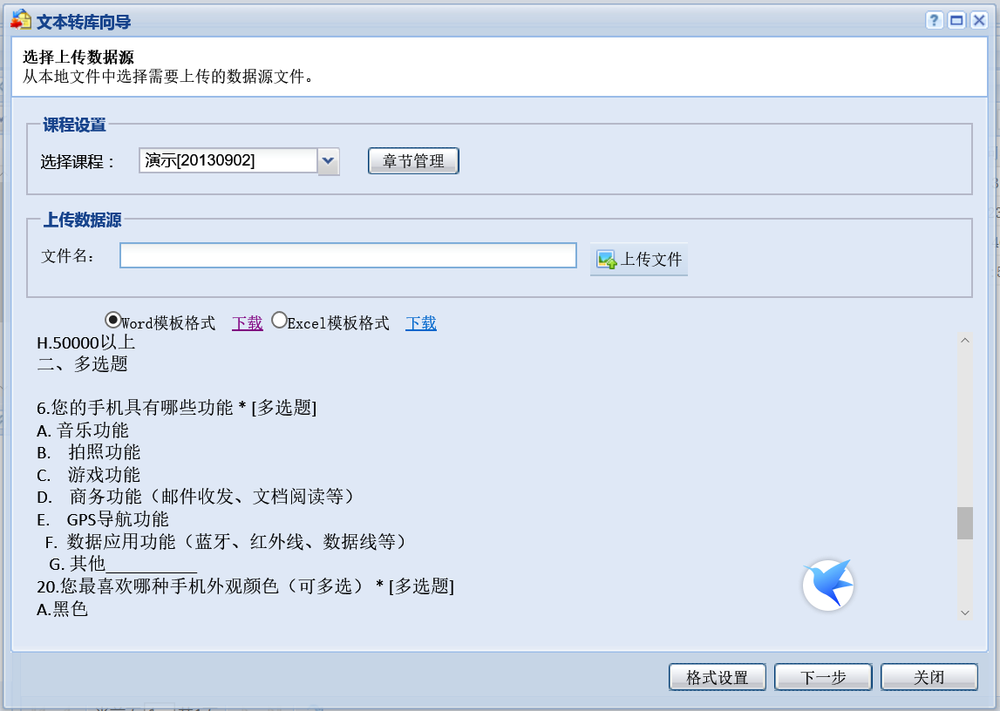 文本转库向导
选择上传数据源
从本地文件中选择需要上传的数据源文件。
课程设置
选择课程： 演示[20130902] 章节管理
上传数据源
文件名： 上传文件
Word模板格式 下载 Excel模板格式 下载
H.50000以上
二、多选题
6.您的手机具有哪些功能 * [多选题]
A. 音乐功能
B. 拍照功能
C. 游戏功能
D. 商务功能（邮件收发、文档阅读等）
E. GPS导航功能
F. 数据应用功能（蓝牙、红外线、数据线等）
G. 其他__________
20.您最喜欢哪种手机外观颜色（可多选） * [多选题]
A.黑色
格式设置 下一步 关闭